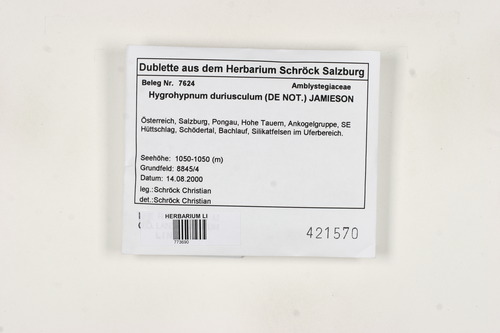 Dublette aus dem Herbarium Schröck Salzburg
Beleg Nr. 7624 Amblystegiaceae
Hygrohypnum duriusculum (DE NOT.) JAMIESON
Österreich, Salzburg, Pongau, Hohe Tauern, Ankogelgruppe, SE
Hüttschlag, Schödertal, Bachlauf, Silikatfelsen im Uferbereich.
Seehöhe: 1050-1050 (m)
Grundfeld: 8845/4
Datum: 14.08.2000
leg.:Schröck Christian
det.:Schröck Christian
HERBARIUM LI
773690
421570